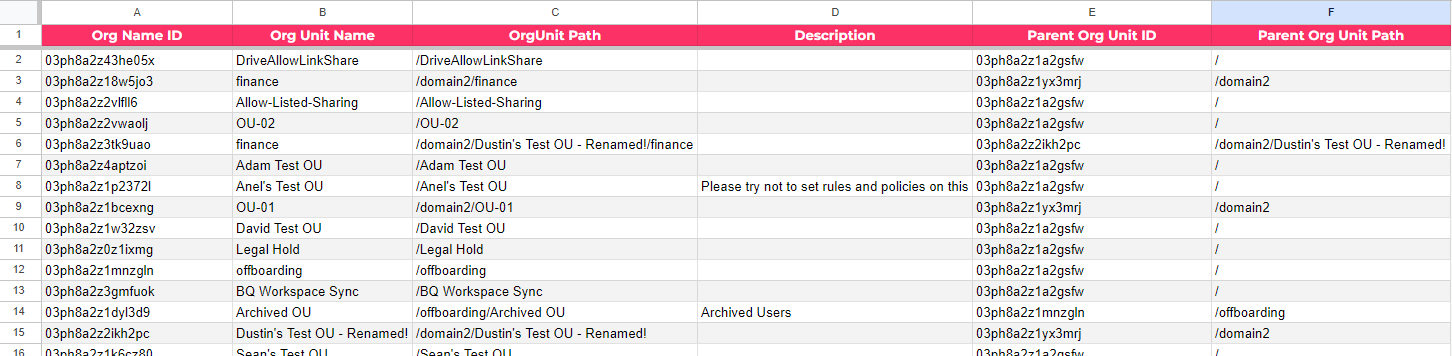 A B C D E F
1 Org Name ID Org Unit Name OrgUnit Path Description Parent Org Unit ID Parent Org Unit Path
2 03ph8a2z43he05x DriveAllowLinkShare /DriveAllowLinkShare 03ph8a2z1a2gsfw /
3 03ph8a2z18w5jo3 finance /domain2/finance 03ph8a2z1yx3mrj /domain2
4 03ph8a2z2vlfll6 Allow-Listed-Sharing /Allow-Listed-Sharing 03ph8a2z1a2gsfw /
5 03ph8a2z2vwaolj OU-02 /OU-02 03ph8a2z1a2gsfw /
6 03ph8a2z3tk9uao finance /domain2/Dustin's Test OU - Renamed!/finance 03ph8a2z2ikh2pc /domain2/Dustin's Test OU - Renamed!
7 03ph8a2z4aptzoi Adam Test OU /Adam Test OU 03ph8a2z1a2gsfw /
8 03ph8a2z1p2372l Anel's Test OU /Anel's Test OU Please try not to set rules and policies on this 03ph8a2z1a2gsfw /
9 03ph8a2z1bcexng OU-01 /domain2/OU-01 03ph8a2z1yx3mrj /domain2
10 03ph8a2z1w32zsv David Test OU /David Test OU 03ph8a2z1a2gsfw /
11 03ph8a2z0z1ixmg Legal Hold /Legal Hold 03ph8a2z1a2gsfw /
12 03ph8a2z1mnzgln offboarding /offboarding 03ph8a2z1a2gsfw /
13 03ph8a2z3gmfuok BQ Workspace Sync /BQ Workspace Sync 03ph8a2z1a2gsfw /
14 03ph8a2z1dyl3d9 Archived OU /offboarding/Archived OU Archived Users 03ph8a2z1mnzgln /offboarding
15 03ph8a2z2ikh2pc Dustin's Test OU - Renamed! /domain2/Dustin's Test OU - Renamed! 03ph8a2z1yx3mrj /domain2
16 03ph8a2z1k6cz80 Sean's Test OU /Sean's Test OU 03ph8a2z1a2gsfw /